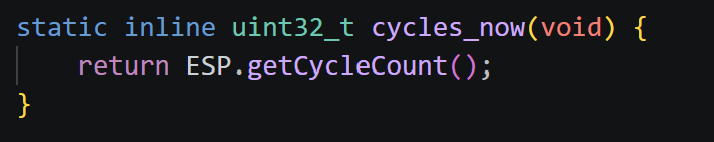 static inline uint32_t cycles_now(void) {
    return ESP.getCycleCount();
}